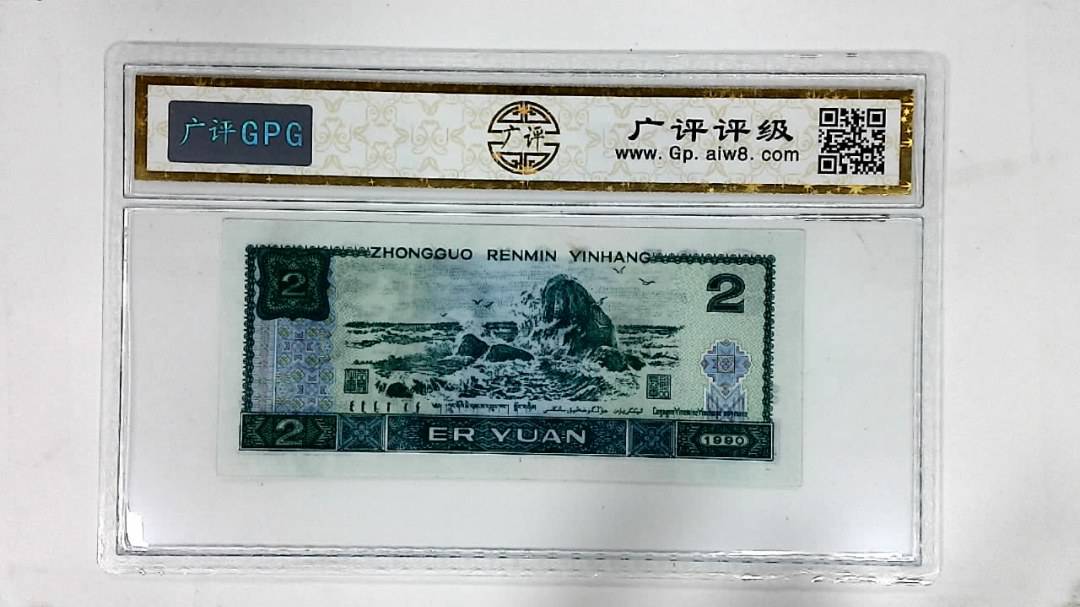 广评GPG
广评
广评评级
www.Gp.aiw8.com
ZHONGGUO RENMIN YINHANG
2
2
2
ER YUAN
1990